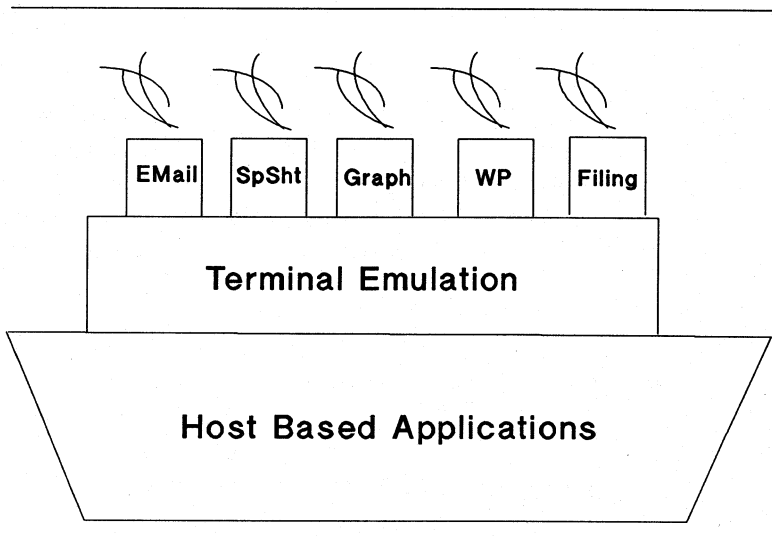 EMail SpSht Graph WP Filing
Terminal Emulation
Host Based Applications